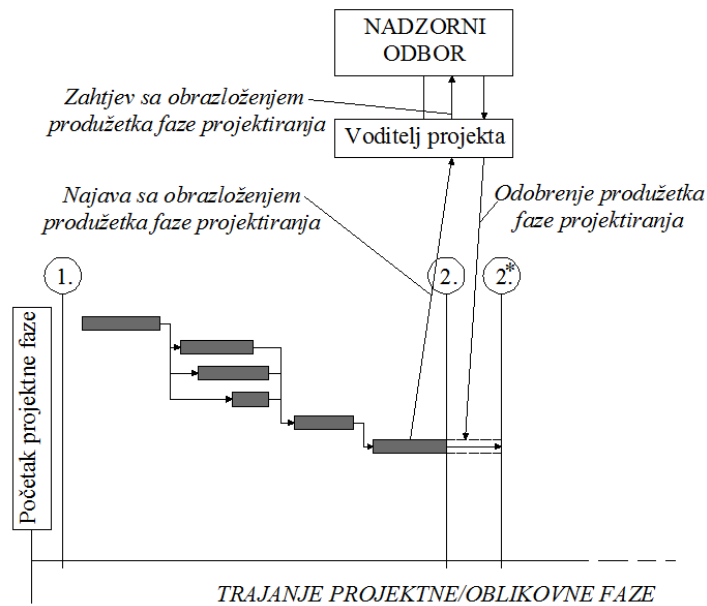 NADZORNI
ODBOR
Zahtjev sa obrazloženjem
produžetka faze projektiranja
Voditelj projekta
Najava sa obrazloženjem
produžetka faze projektiranja
Odobrenje produžetka
faze projektiranja
1.
2.
2.*
Početak projektne faze
TRAJANJE PROJEKTNE/OBLIKOVNE FAZE